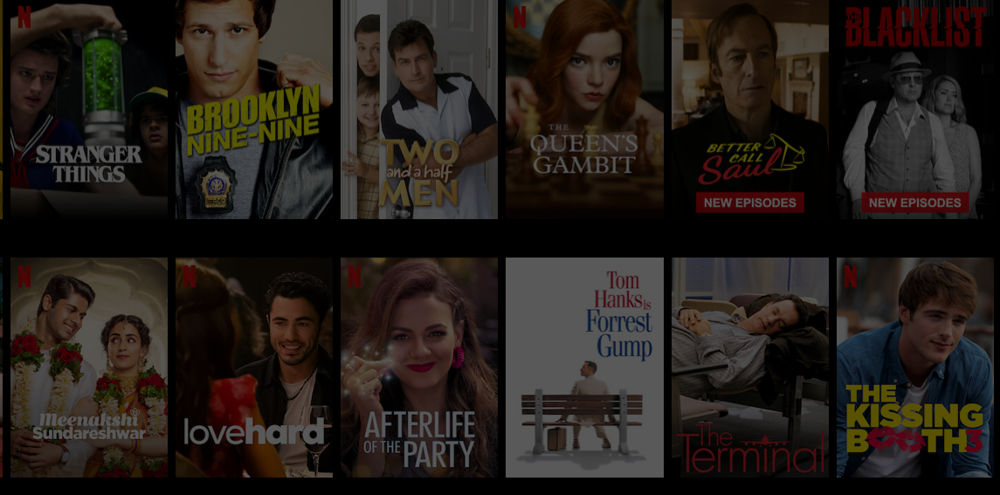 N
STRANGER
THINGS
BROOKLYN
NINE-NINE
TWO
and a half
MEN
N
THE
QUEEN'S
GAMBIT
BETTER
CALL
Saul
NEW EPISODES
THE
BLACKLIST
NEW EPISODES
N
Meenakshi
Sundareshwar
N
lovehard
N
AFTERLIFE
OF THE PARTY
Tom
Hanks is
Forrest
Gump
The
Terminal
N
THE
KISSING
BOOTH3